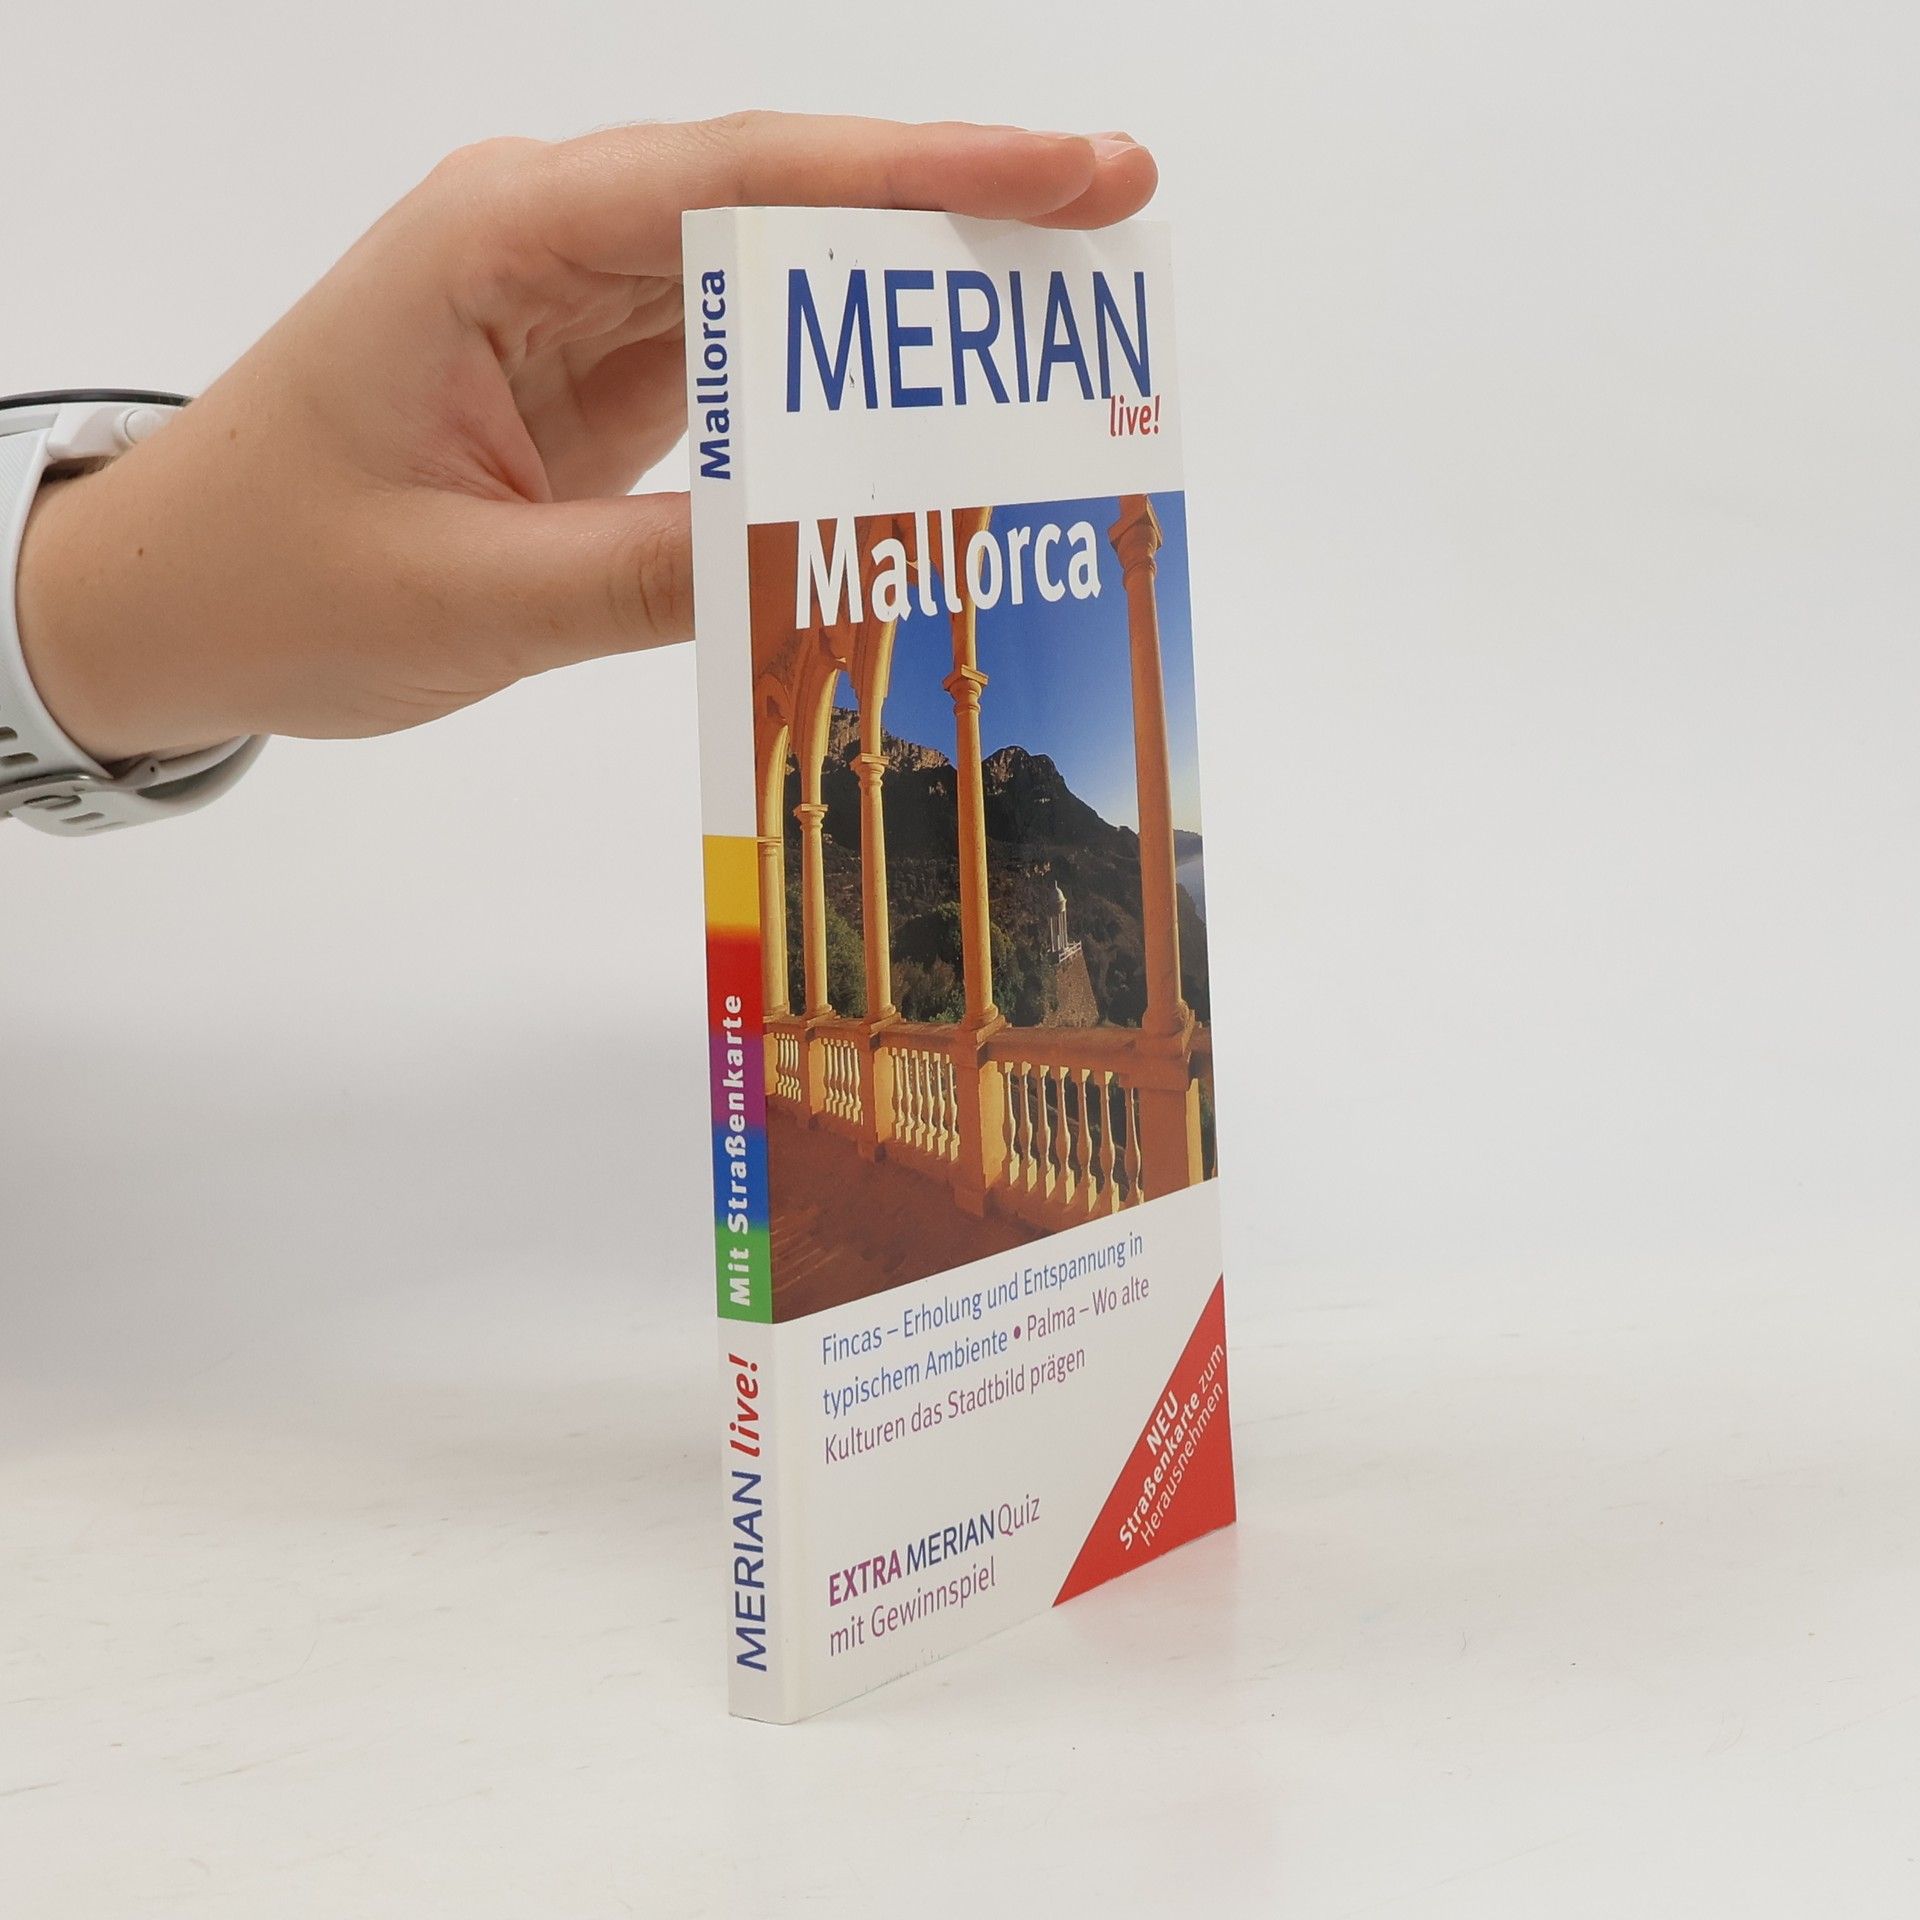 Mallorca
Mit Straßenkarte
MERIAN live!
MERIAN
live!
Mallorca
Fincas – Erholung und Entspannung in
typischem Ambiente • Palma – Wo alte
Kulturen das Stadtbild prägen
EXTRA MERIAN Quiz
mit Gewinnspiel
NEU
Straßenkarte zum
Herausnehmen